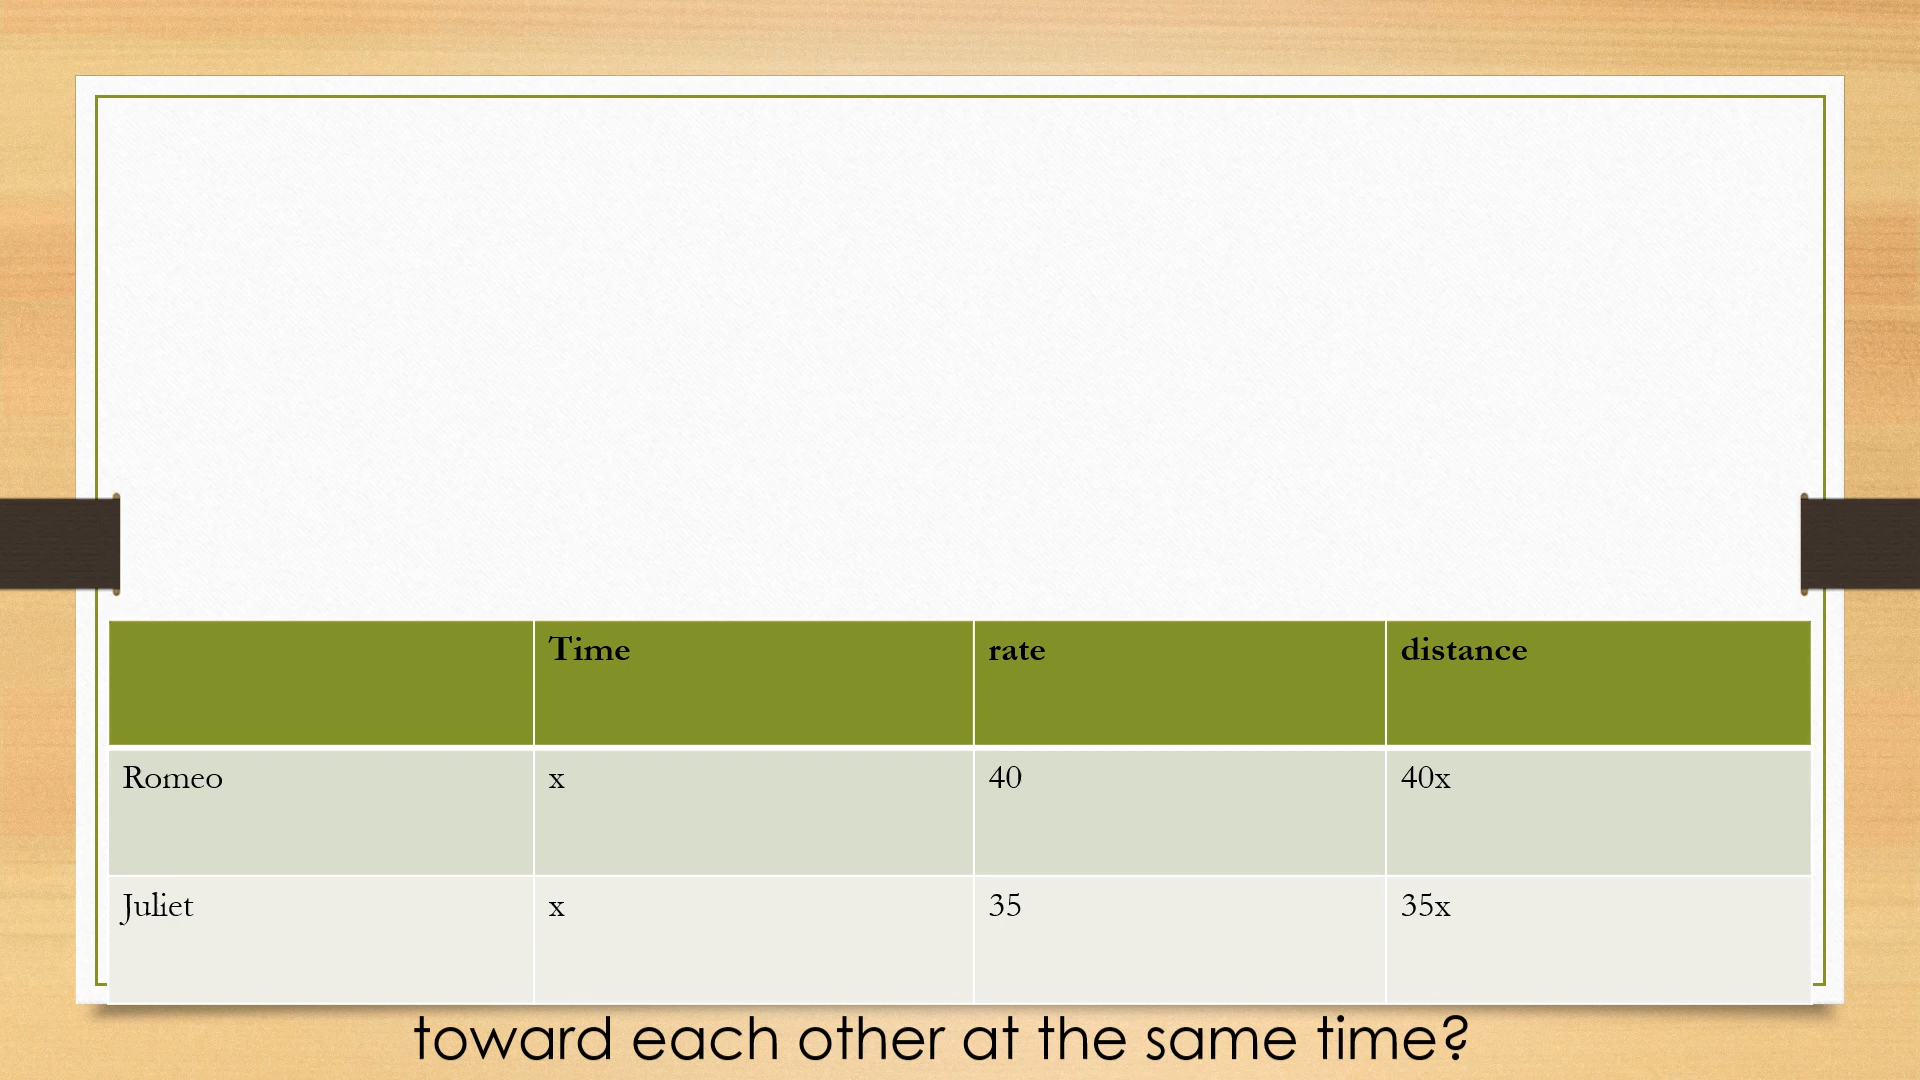 Time rate distance
Romeo x 40 40x
Juliet x 35 35x
toward each other at the same time?